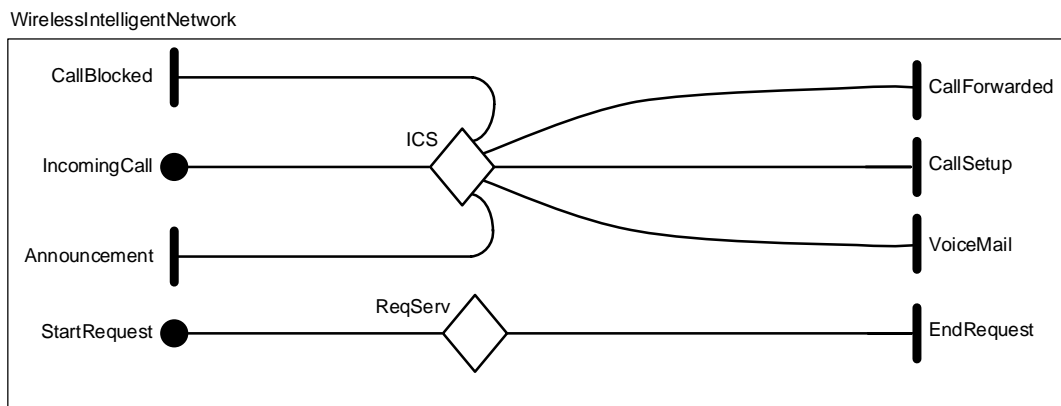 WirelessIntelligentNetwork
CallBlocked
CallForwarded
ICS
IncomingCall
CallSetup
Announcement
VoiceMail
ReqServ
StartRequest
EndRequest